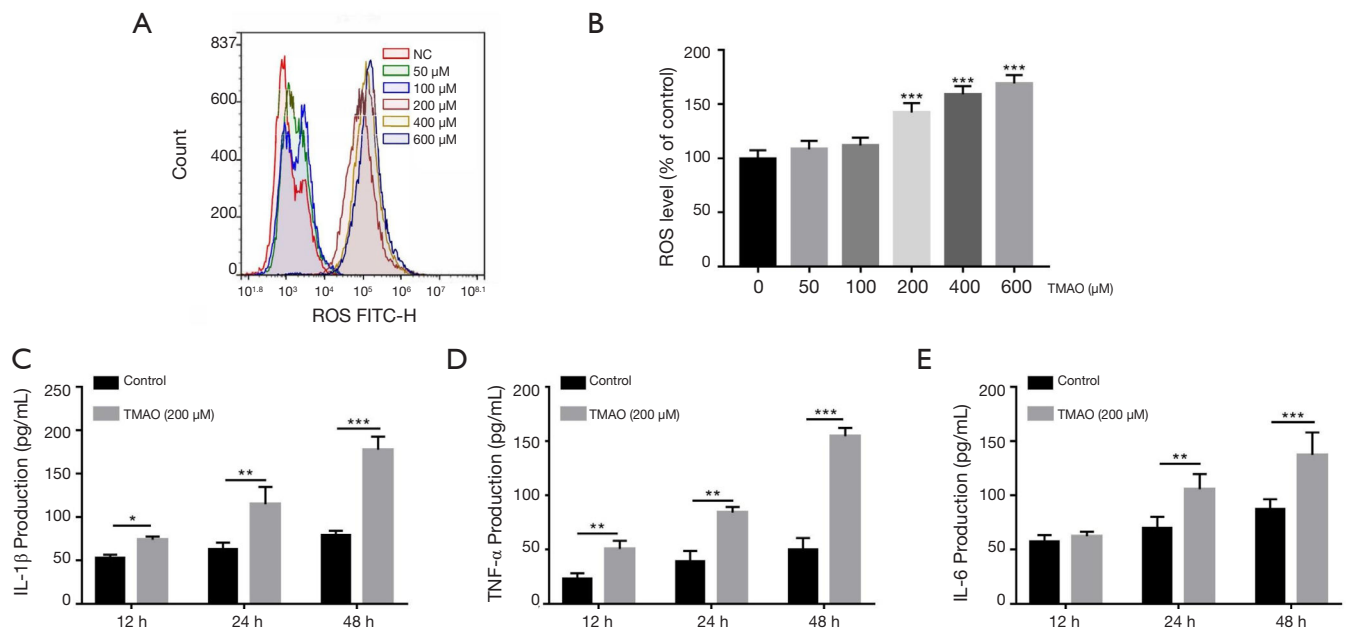 A
837
600
400
200
0
Count
NC
50 µM
100 µM
200 µM
400 µM
600 µM
10^1.8 10^3 10^4 10^5 10^6 10^7 10^8.1
ROS FITC-H
B
ROS level (% of control)
200
150
100
50
0
*** *** ***
0 50 100 200 400 600 TMAO (µM)
C
IL-1β Production (pg/mL)
250
200
150
100
50
0
Control
TMAO (200 µM)
* ** ***
12 h 24 h 48 h
D
TNF-α Production (pg/mL)
200
150
100
50
0
Control
TMAO (200 µM)
** ** ***
12 h 24 h 48 h
E
IL-6 Production (pg/mL)
200
150
100
50
0
Control
TMAO (200 µM)
** ***
12 h 24 h 48 h